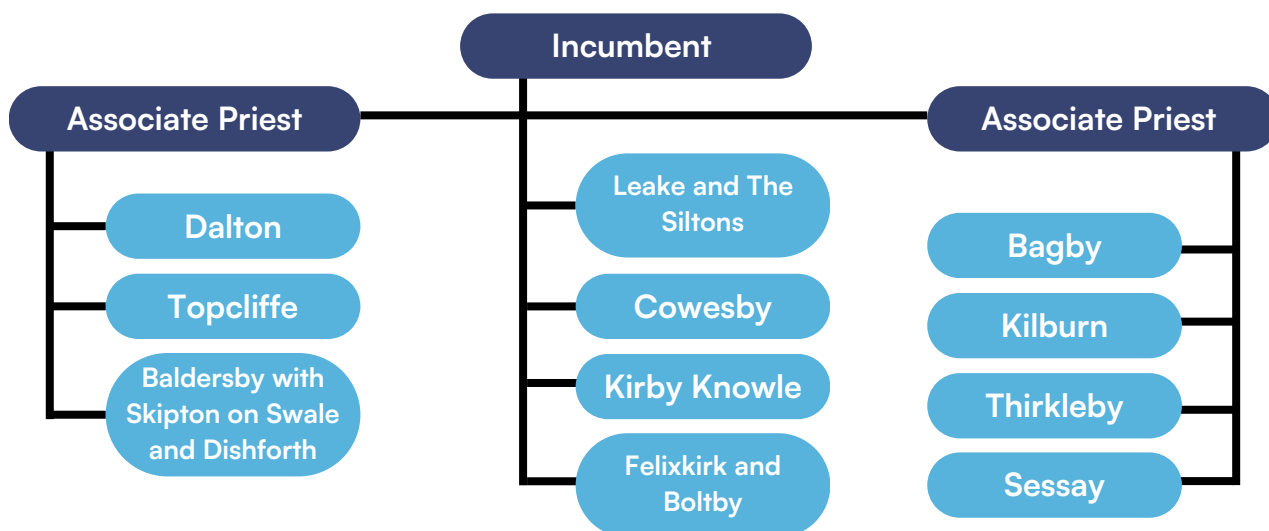 Incumbent
Associate Priest
Dalton
Topcliffe
Baldersby with
Skipton on Swale
and Dishforth
Leake and The
Siltons
Cowesby
Kirby Knowle
Felixkirk and
Boltby
Associate Priest
Bagby
Kilburn
Thirkleby
Sessay